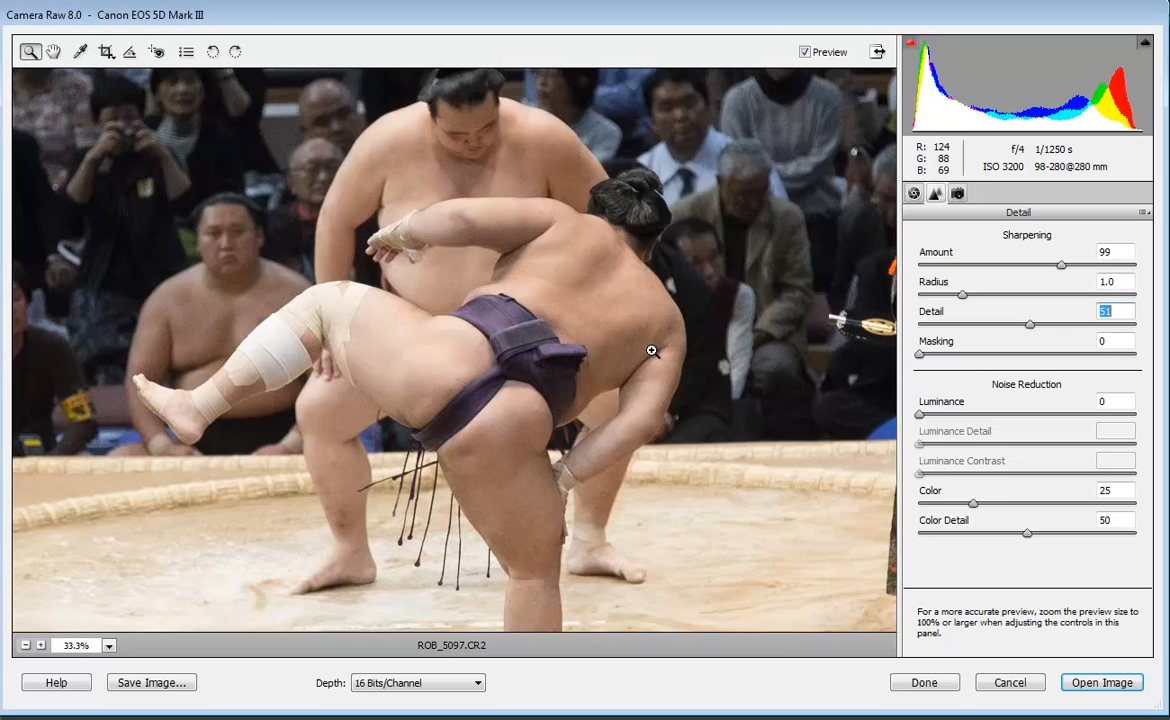 Camera Raw 8.0 - Canon EOS 5D Mark III
Preview
R: 124
G: 88
B: 69
f/4 1/1250 s
ISO 3200 98-280@280 mm
Detail
Sharpening
Amount 99
Radius 1.0
Detail 51
Masking 0
Noise Reduction
Luminance 0
Luminance Detail
Luminance Contrast
Color 25
Color Detail 50
For a more accurate preview, zoom the preview size to
100% or larger when adjusting the controls in this
panel.
33.3%
ROB_5097.CR2
Help
Save Image...
Depth: 16 Bits/Channel
Done
Cancel
Open Image